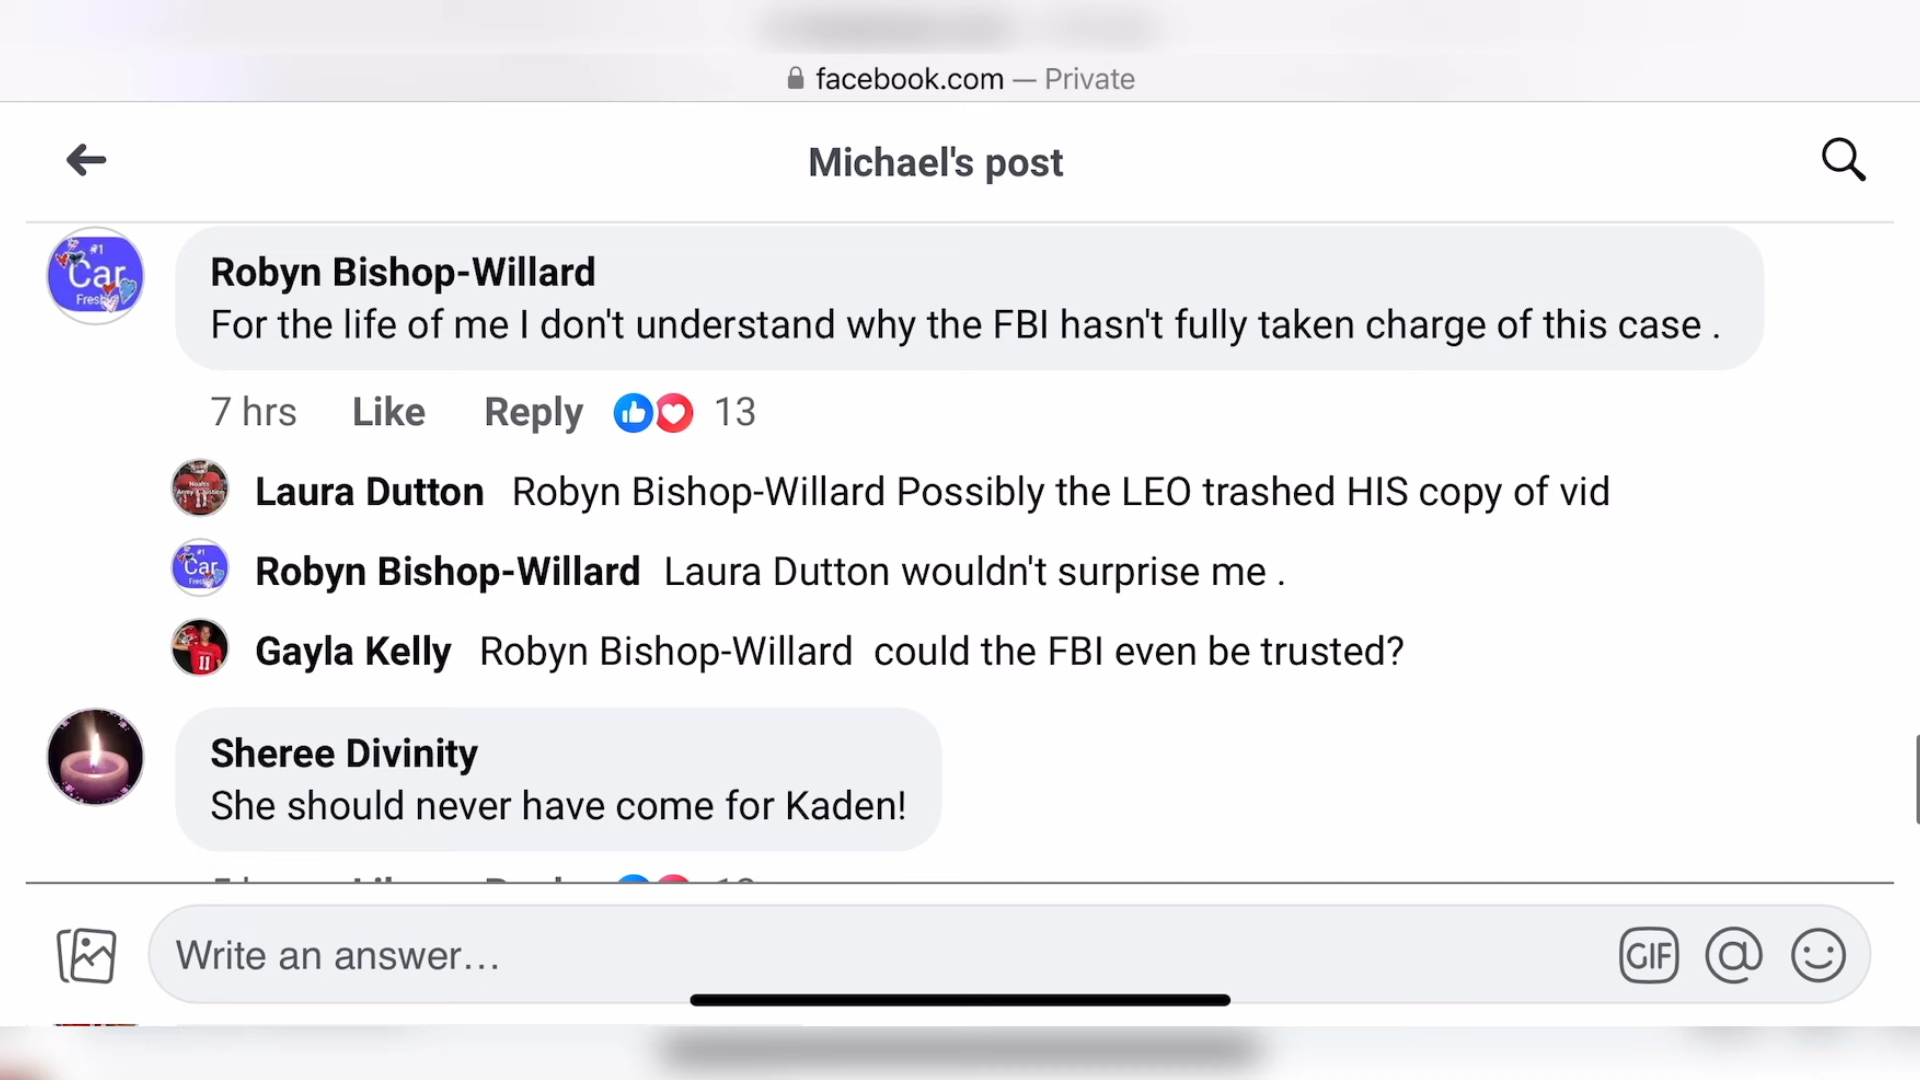 facebook.com — Private
Michael's post
#1
Car
Robyn Bishop-Willard
For the life of me I don't understand why the FBI hasn't fully taken charge of this case .
7 hrs Like Reply 13
Laura Dutton Robyn Bishop-Willard Possibly the LEO trashed HIS copy of vid
Robyn Bishop-Willard Laura Dutton wouldn't surprise me .
Gayla Kelly Robyn Bishop-Willard could the FBI even be trusted?
11
Sheree Divinity
She should never have come for Kaden!
Write an answer...
GIF